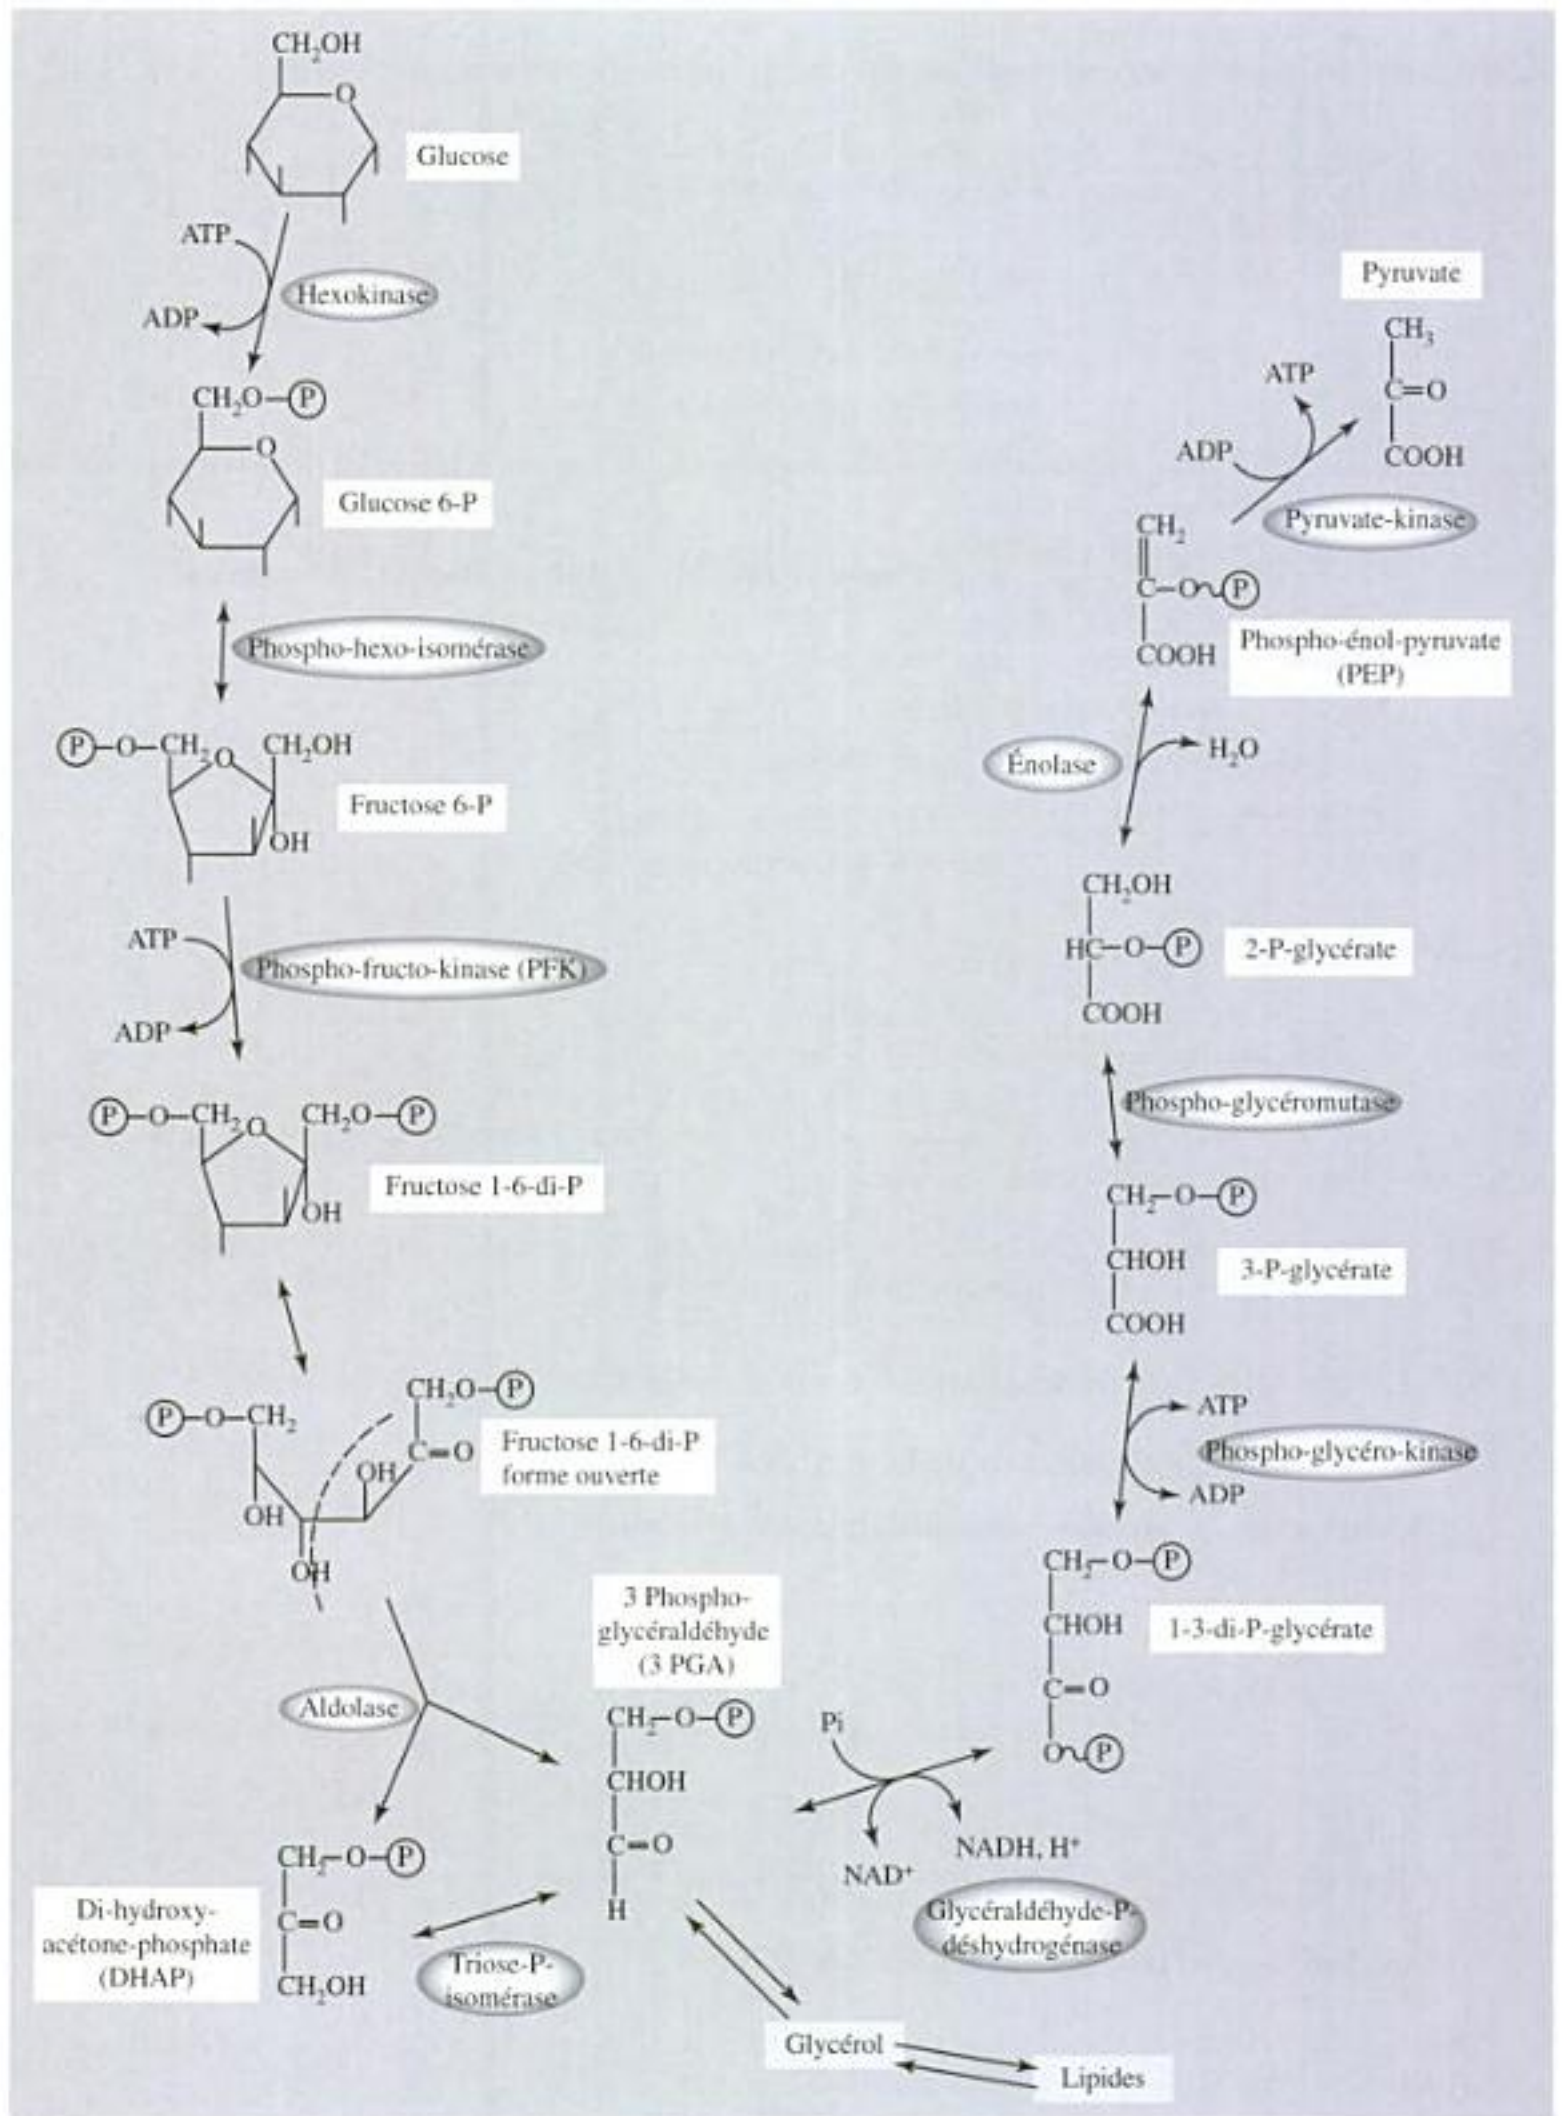 CH₂OH
O
Glucose
ATP
Hexokinase
ADP
CH₂O—P
O
Glucose 6-P
Phospho-hexo-isomérase
P—O—CH₂
CH₂OH
O
Fructose 6-P
OH
ATP
Phospho-fructo-kinase (PFK)
ADP
P—O—CH₂
CH₂O—P
O
Fructose 1-6-di-P
OH
CH₂O—P
P—O—CH₂
C=O
Fructose 1-6-di-P
forme ouverte
OH
OH
OH
Aldolase
CH₂—O—P
C=O
CH₂OH
Di-hydroxy-
acétone-phosphate
(DHAP)
Triose-P-
isomérase
3 Phospho-
glycéraldéhyde
(3 PGA)
CH₂—O—P
CHOH
C=O
H
Glycérol
Lipides
Pi
NAD⁺
NADH, H⁺
Glycéraldéhyde-P-
déshydrogénase
CH₂—O—P
CHOH
1-3-di-P-glycérate
C=O
O~P
ATP
Phospho-glycéro-kinase
ADP
CH₂—O—P
CHOH
3-P-glycérate
COOH
Phospho-glycéromutase
CH₂OH
HC—O—P
2-P-glycérate
COOH
Énolase
H₂O
CH₂
C—O~P
COOH
Phospho-énol-pyruvate
(PEP)
ADP
ATP
Pyruvate-kinase
Pyruvate
CH₃
C=O
COOH